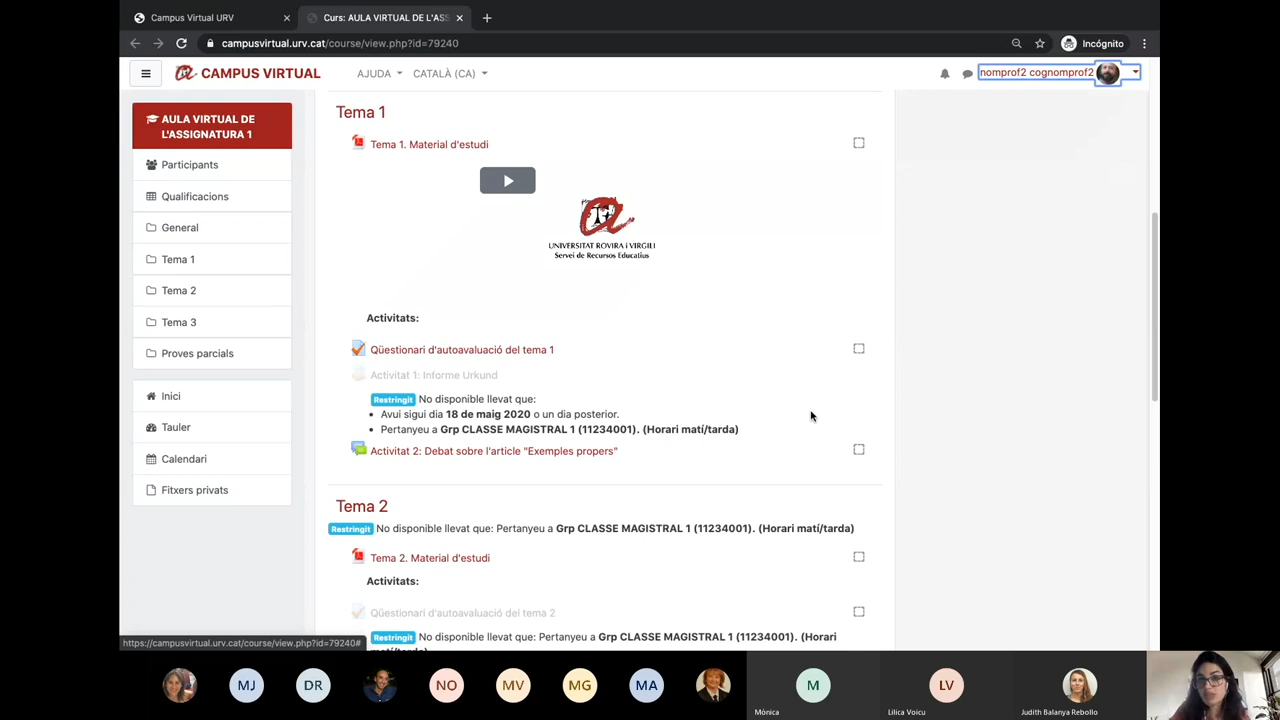 Campus Virtual URV
Curs: AULA VIRTUAL DE L'ASS
campusvirtual.urv.cat/course/view.php?id=79240
Incógnito
CAMPUS VIRTUAL
AJUDA
CATALÀ (CA)
nomprof2 cognomprof2
AULA VIRTUAL DE
L'ASSIGNATURA 1
Participants
Qualificacions
General
Tema 1
Tema 2
Tema 3
Proves parcials
Inici
Tauler
Calendari
Fitxers privats
Tema 1
Tema 1. Material d'estudi
UNIVERSITAT ROVIRA i VIRGILI
Servei de Recursos Educatius
Activitats:
Qüestionari d'autoavaluació del tema 1
Activitat 1: Informe Urkund
Restringit No disponible llevat que:
Avui sigui dia 18 de maig 2020 o un dia posterior.
Pertanyeu a Grp CLASSE MAGISTRAL 1 (11234001). (Horari matí/tarda)
Activitat 2: Debat sobre l'article "Exemples propers"
Tema 2
Restringit No disponible llevat que: Pertanyeu a Grp CLASSE MAGISTRAL 1 (11234001). (Horari matí/tarda)
Tema 2. Material d'estudi
Activitats:
Qüestionari d'autoavaluació del tema 2
Restringit No disponible llevat que: Pertanyeu a Grp CLASSE MAGISTRAL 1 (11234001). (Horari
matí/tarda)
https://campusvirtual.urv.cat/course/view.php?id=79240#
MJ
DR
NO
MV
MG
MA
M
LV
Mònica
Lilica Voicu
Judith Balanya Rebollo